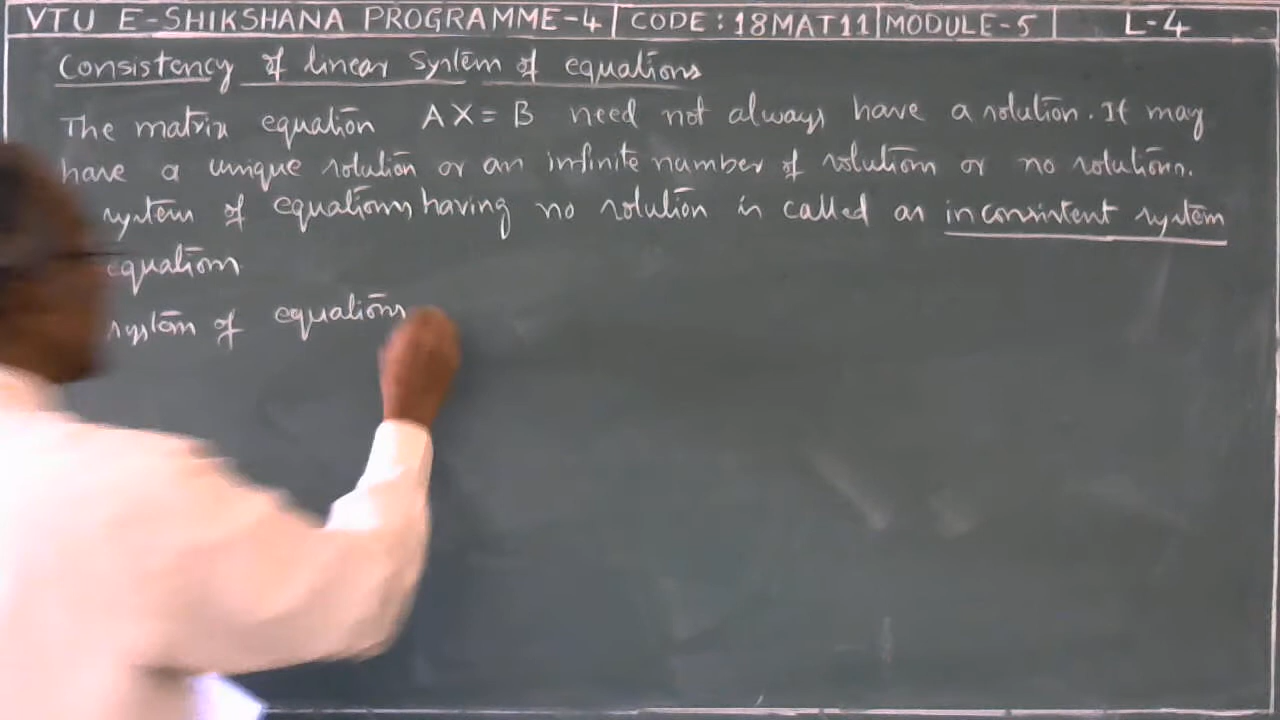 VTU E-SHIKSHANA PROGRAMME-4 | CODE: 18MAT11 | MODULE-5 | L-4
Consistency of linear System of equations
The matrix equation AX = B need not always have a solution. It may
have a unique solution or an infinite number of solutions or no solutions.
system of equations having no solution is called as inconsistent system
equations
system of equations